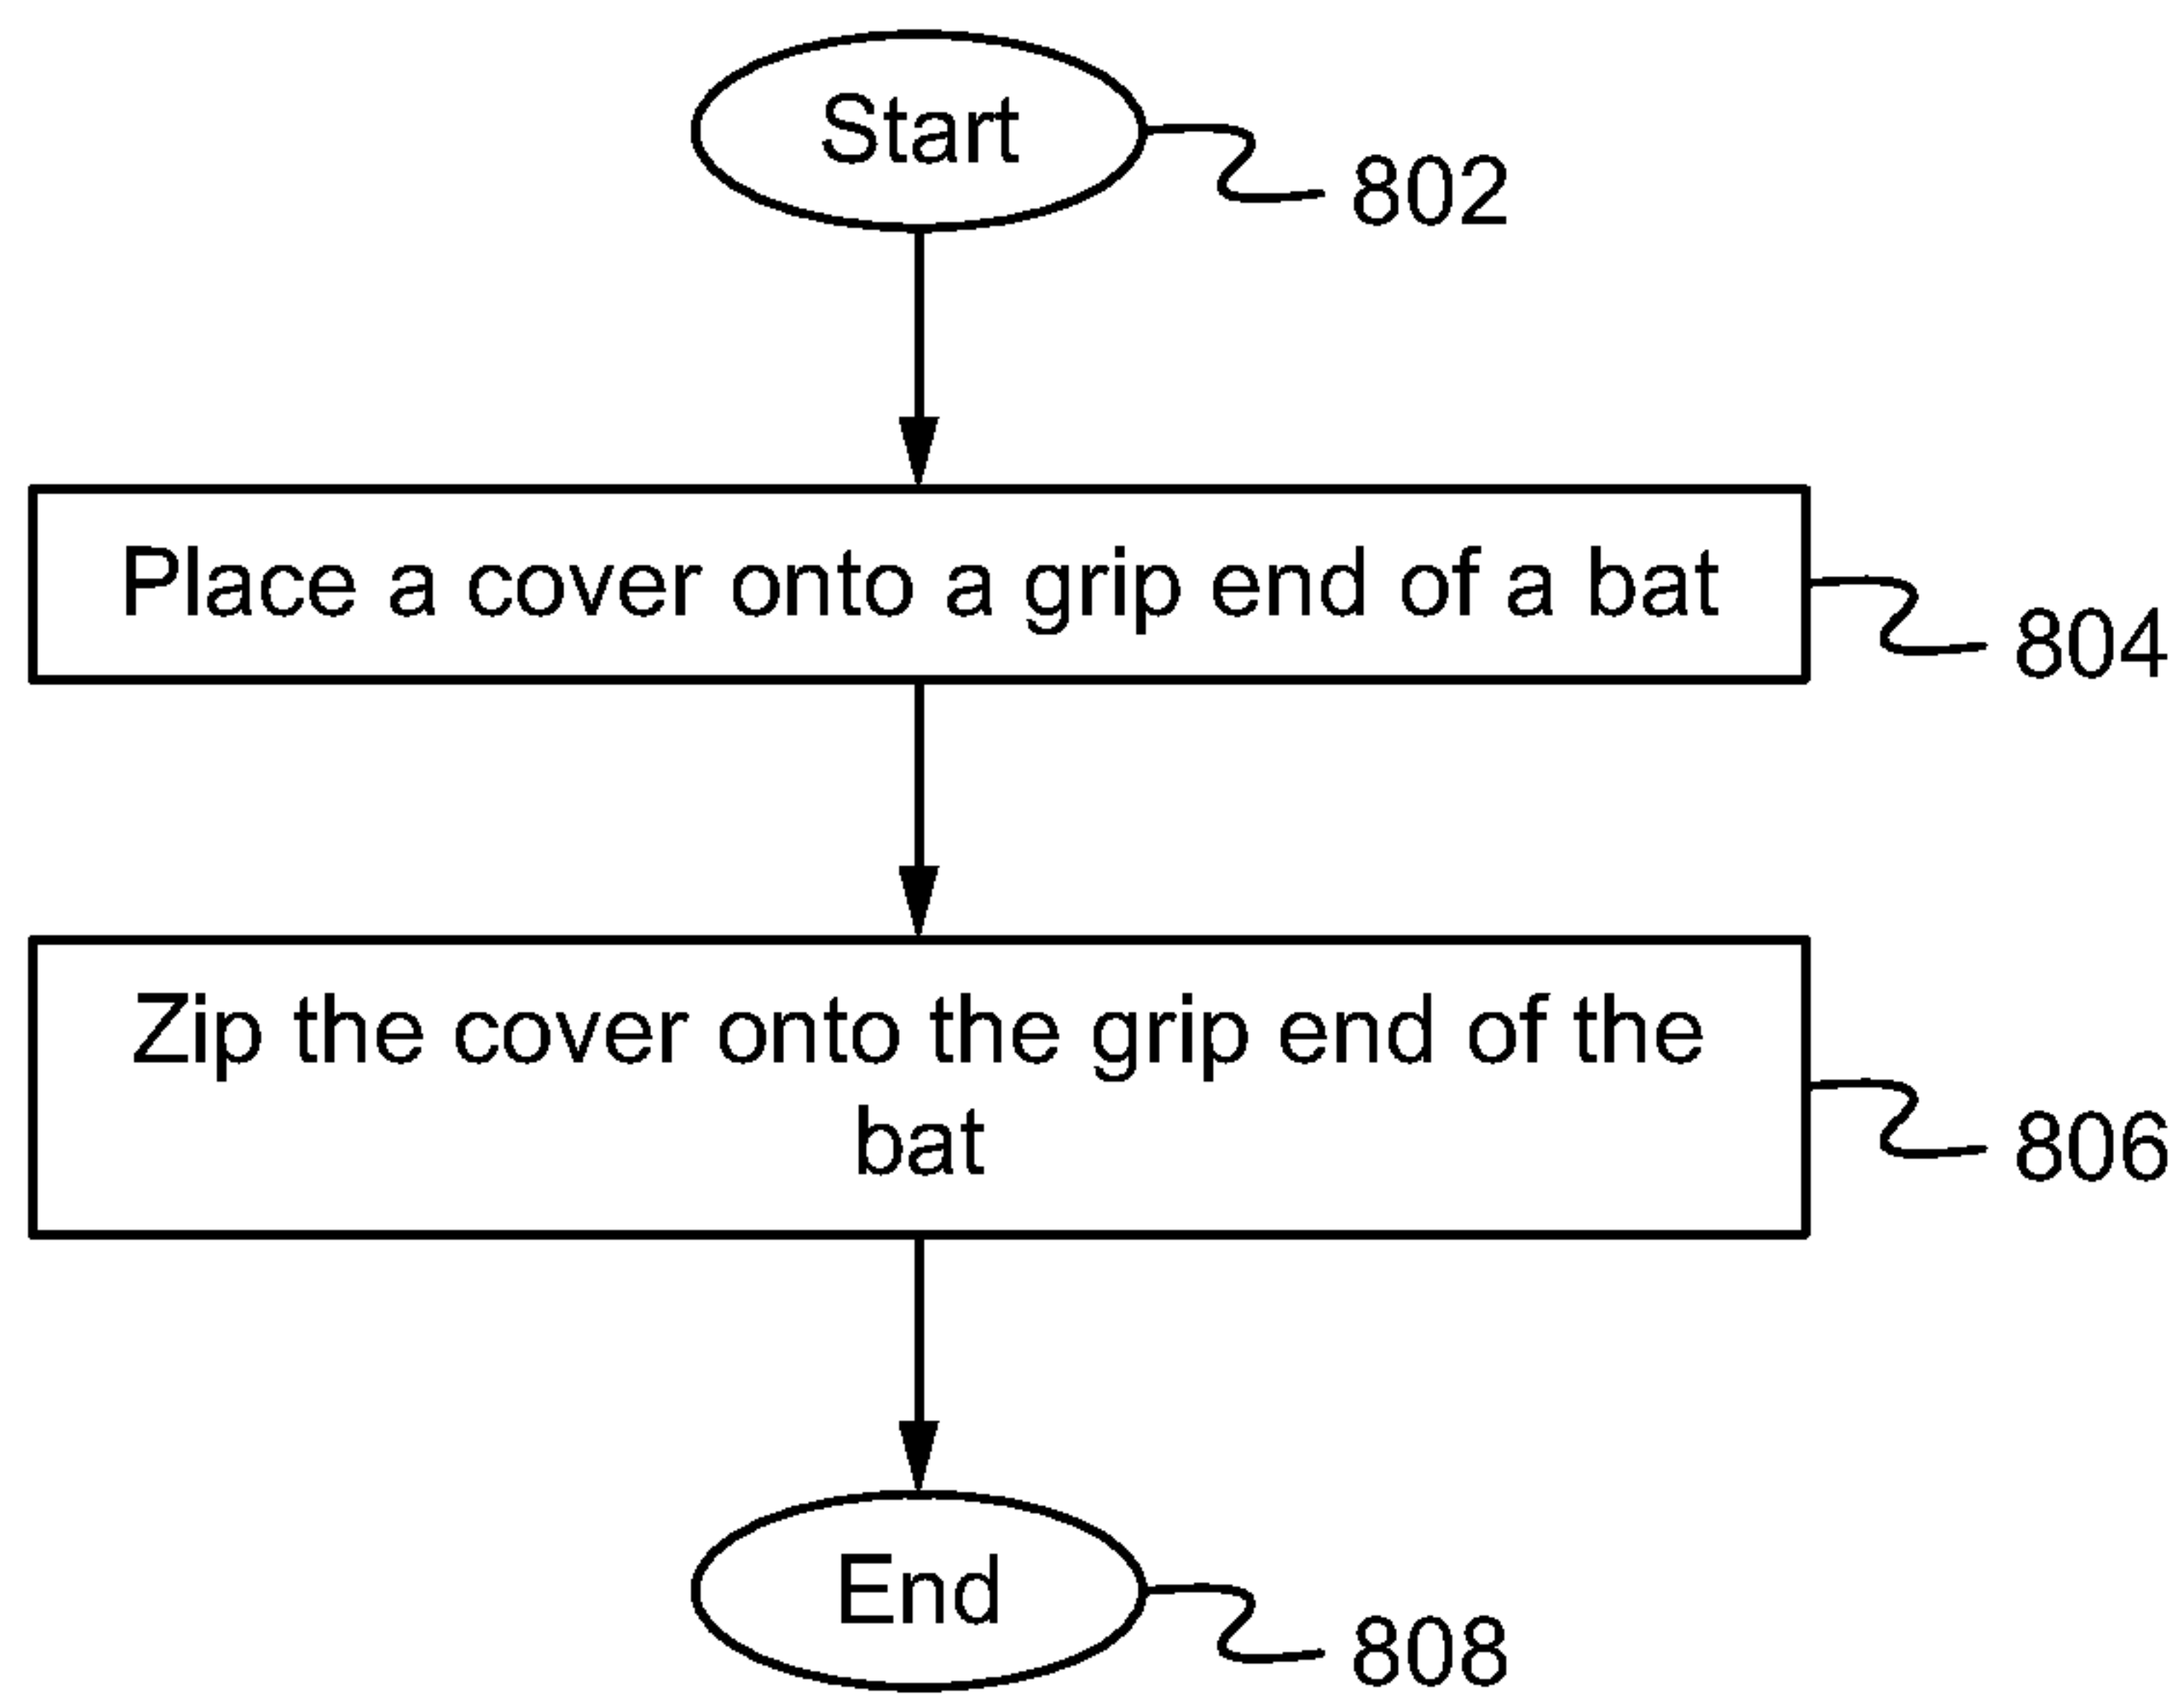 Start
802
Place a cover onto a grip end of a bat
804
Zip the cover onto the grip end of the
bat
806
End
808